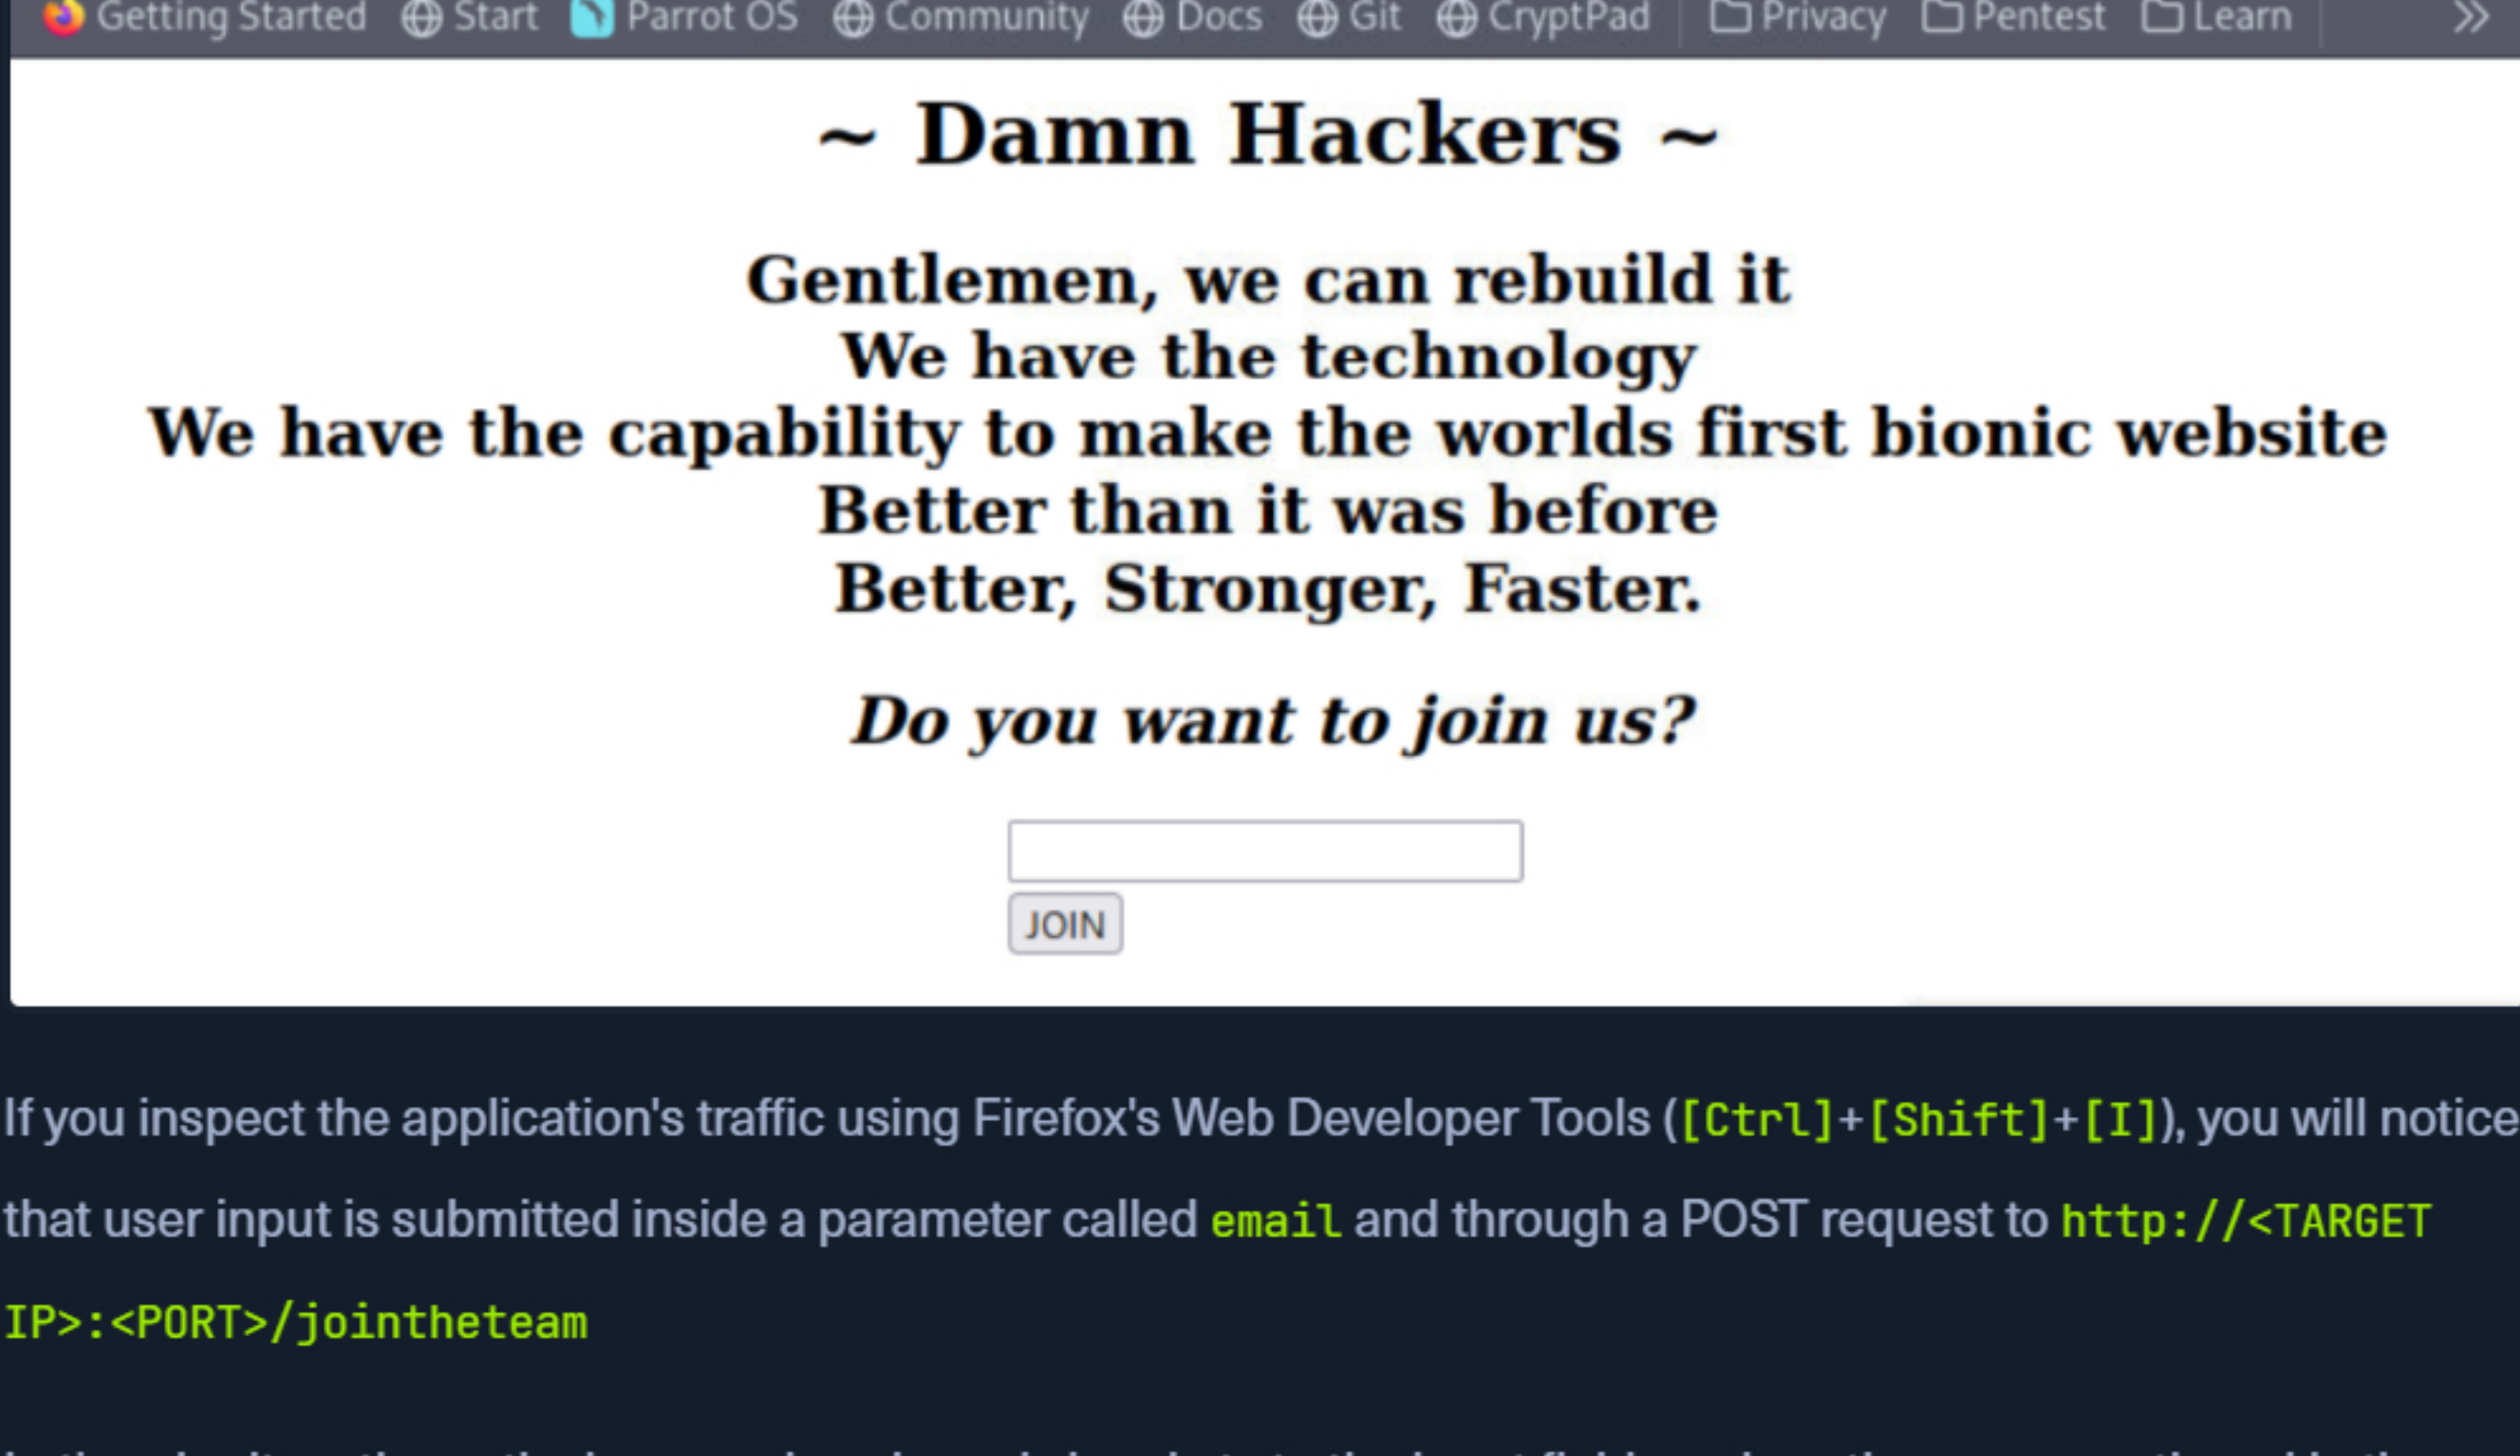 Getting Started Start Parrot OS Community Docs Git CryptPad Privacy Pentest Learn
~ Damn Hackers ~
Gentlemen, we can rebuild it
We have the technology
We have the capability to make the worlds first bionic website
Better than it was before
Better, Stronger, Faster.
Do you want to join us?
JOIN
If you inspect the application's traffic using Firefox's Web Developer Tools ([Ctrl]+[Shift]+[I]), you will notice
that user input is submitted inside a parameter called email and through a POST request to http://<TARGET
IP>:<PORT>/jointheteam